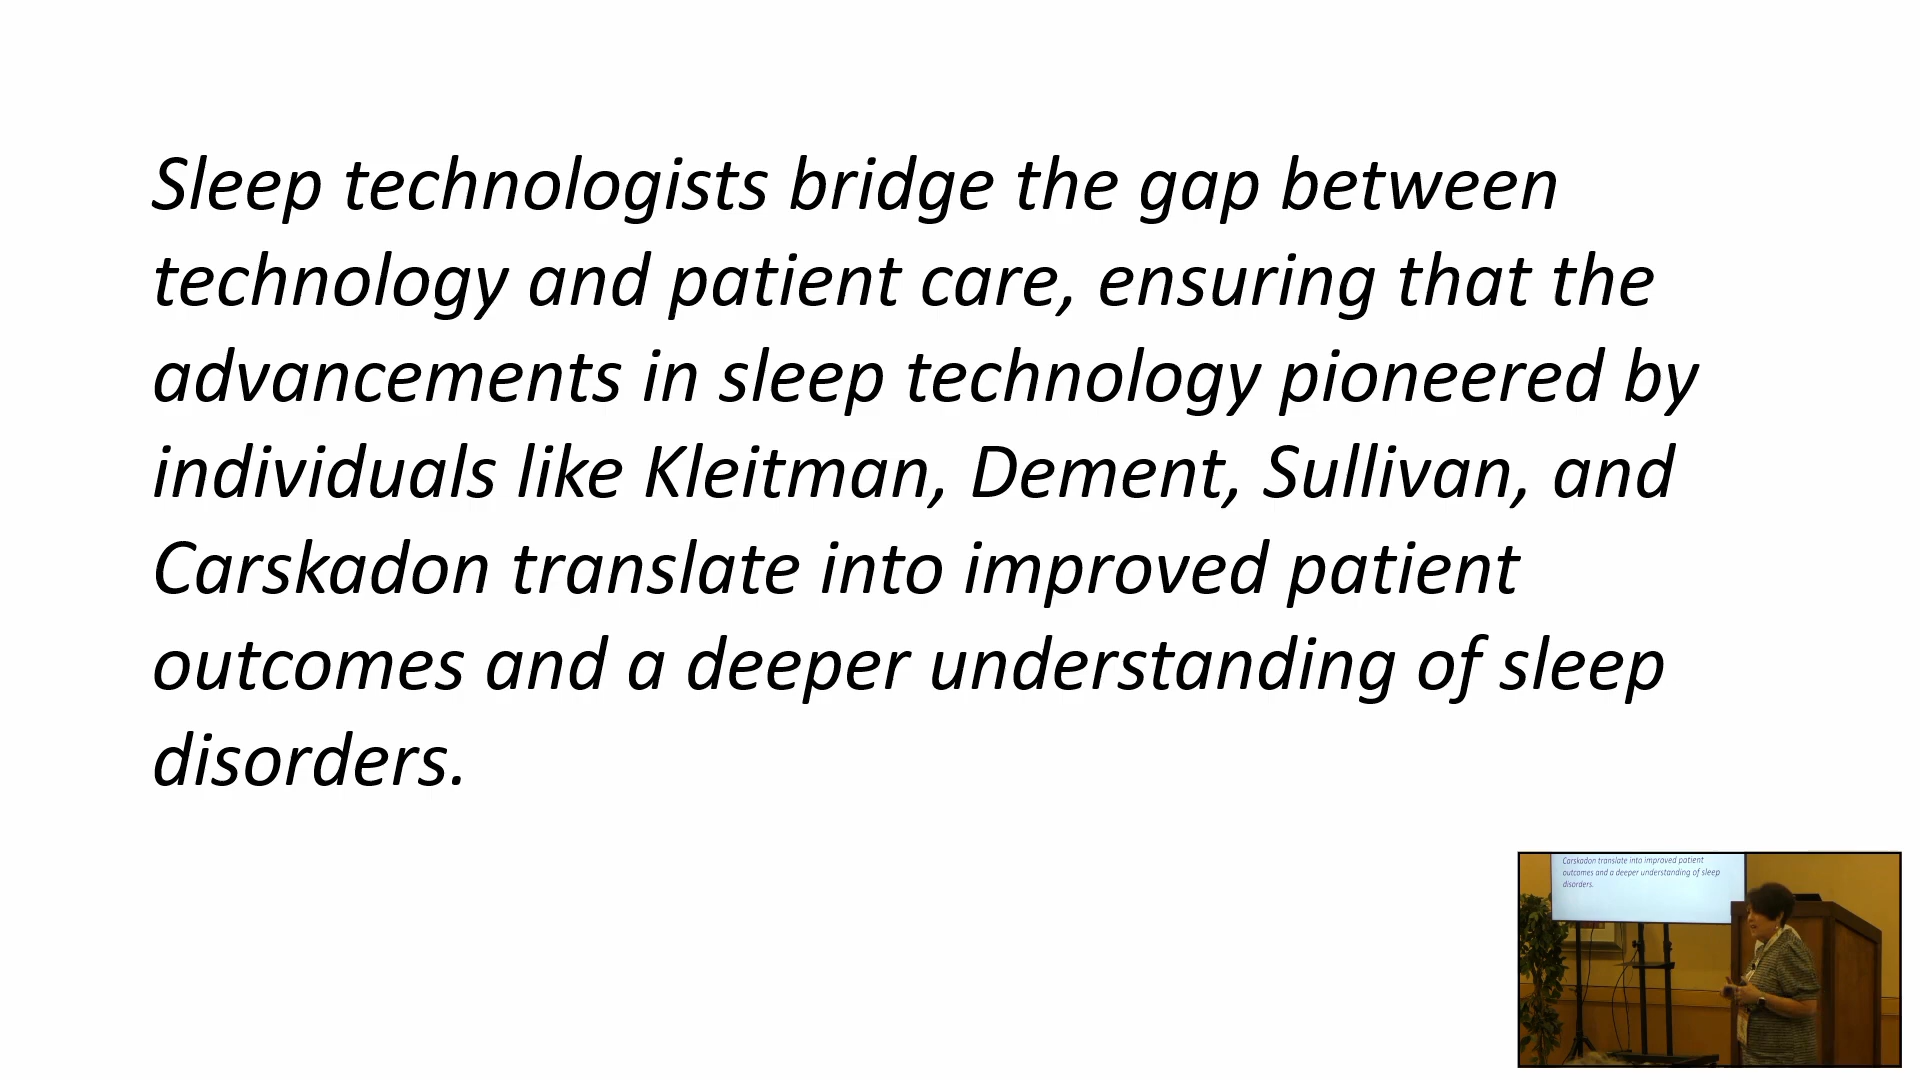 Sleep technologists bridge the gap between
technology and patient care, ensuring that the
advancements in sleep technology pioneered by
individuals like Kleitman, Dement, Sullivan, and
Carskadon translate into improved patient
outcomes and a deeper understanding of sleep
disorders.
Carskadon translate into improved patient
outcomes and a deeper understanding of sleep
disorders.